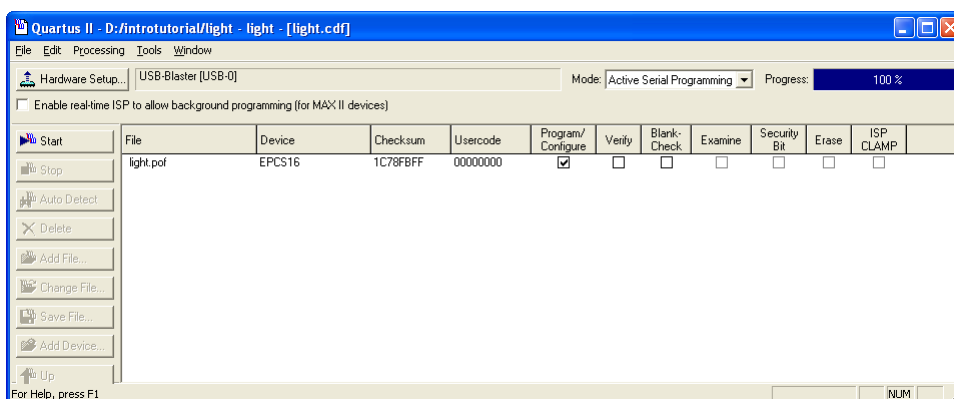 Quartus II - D:/introtutorial/light - light - [light.cdf]
File Edit Processing Tools Window
Hardware Setup... USB-Blaster [USB-0] Mode: Active Serial Programming Progress: 100 %
Enable real-time ISP to allow background programming (for MAX II devices)
Start
Stop
Auto Detect
Delete
Add File...
Change File...
Save File...
Add Device...
Up
File Device Checksum Usercode Program/Configure Verify Blank-Check Examine Security Bit Erase ISP CLAMP
light.pof EPCS16 1C78FBFF 00000000
For Help, press F1 NUM